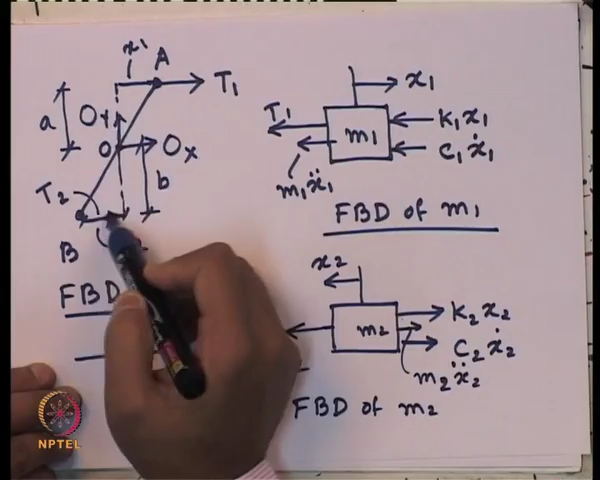 x1 A
T1
a
Oy
O Ox
T2
b
B
FBD
x1
T1
m1
K1x1
C1ẋ1
m1ẍ1
FBD of m1
x2
m2
K2x2
C2ẋ2
m2ẍ2
FBD of m2
NPTEL